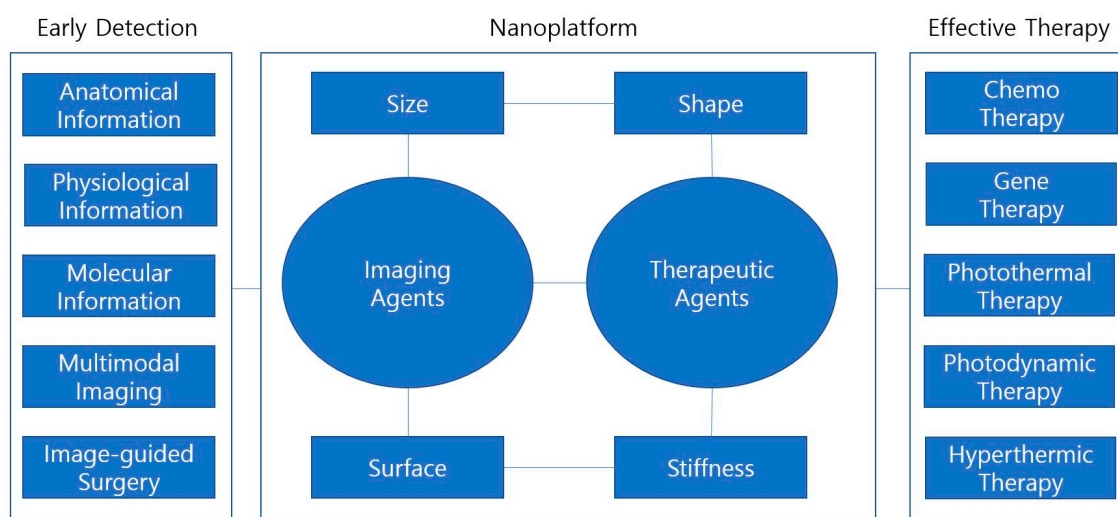 Early Detection
Anatomical
Information
Physiological
Information
Molecular
Information
Multimodal
Imaging
Image-guided
Surgery
Nanoplatform
Size
Shape
Imaging
Agents
Therapeutic
Agents
Surface
Stiffness
Effective Therapy
Chemo
Therapy
Gene
Therapy
Photothermal
Therapy
Photodynamic
Therapy
Hyperthermic
Therapy